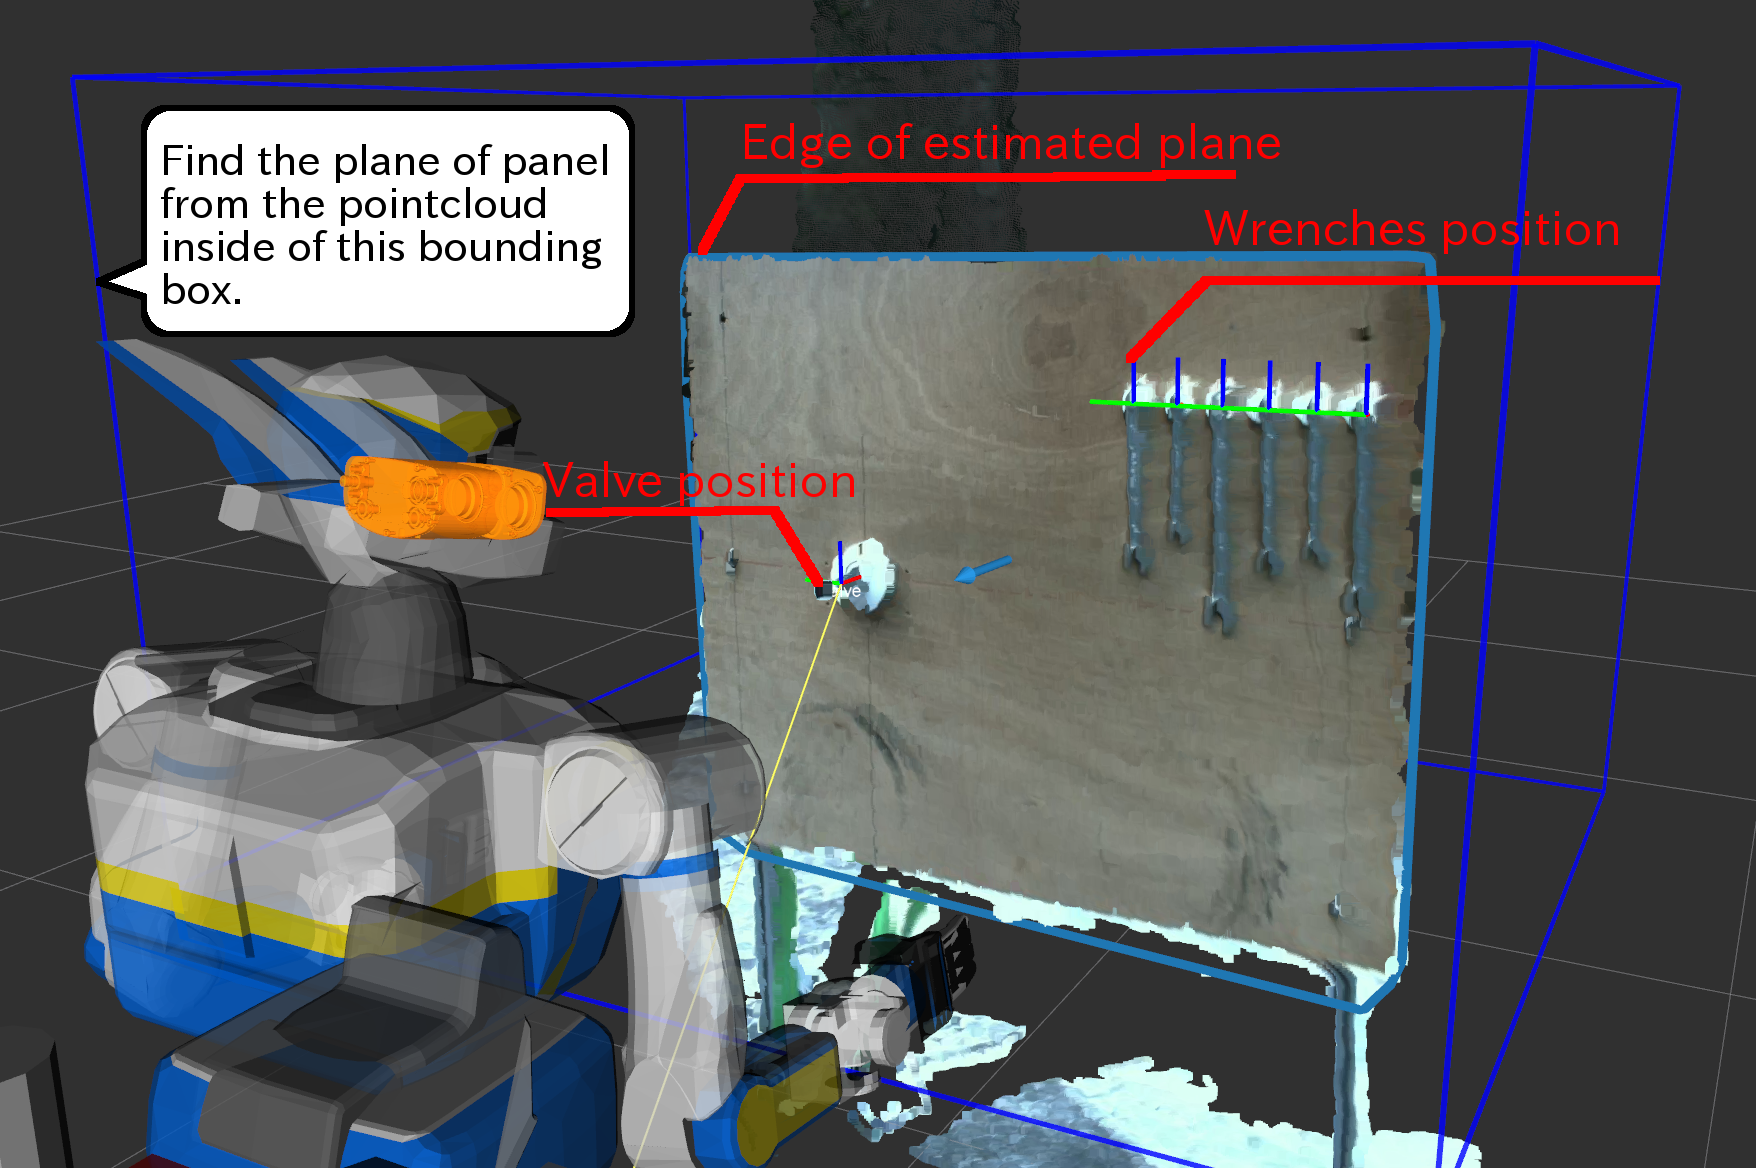 Edge of estimated plane
Find the plane of panel
from the pointcloud
inside of this bounding
box.
Wrenches position
Valve position